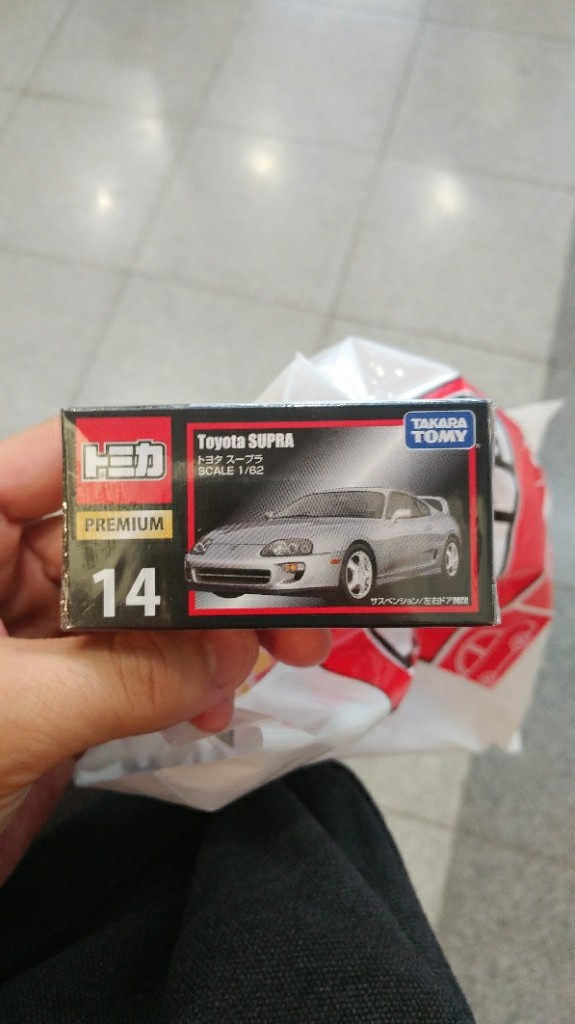 トミカ
PREMIUM
14
Toyota SUPRA
トヨタ スープラ
SCALE 1/62
TAKARA
TOMY
サスペンション/左右ドア開閉